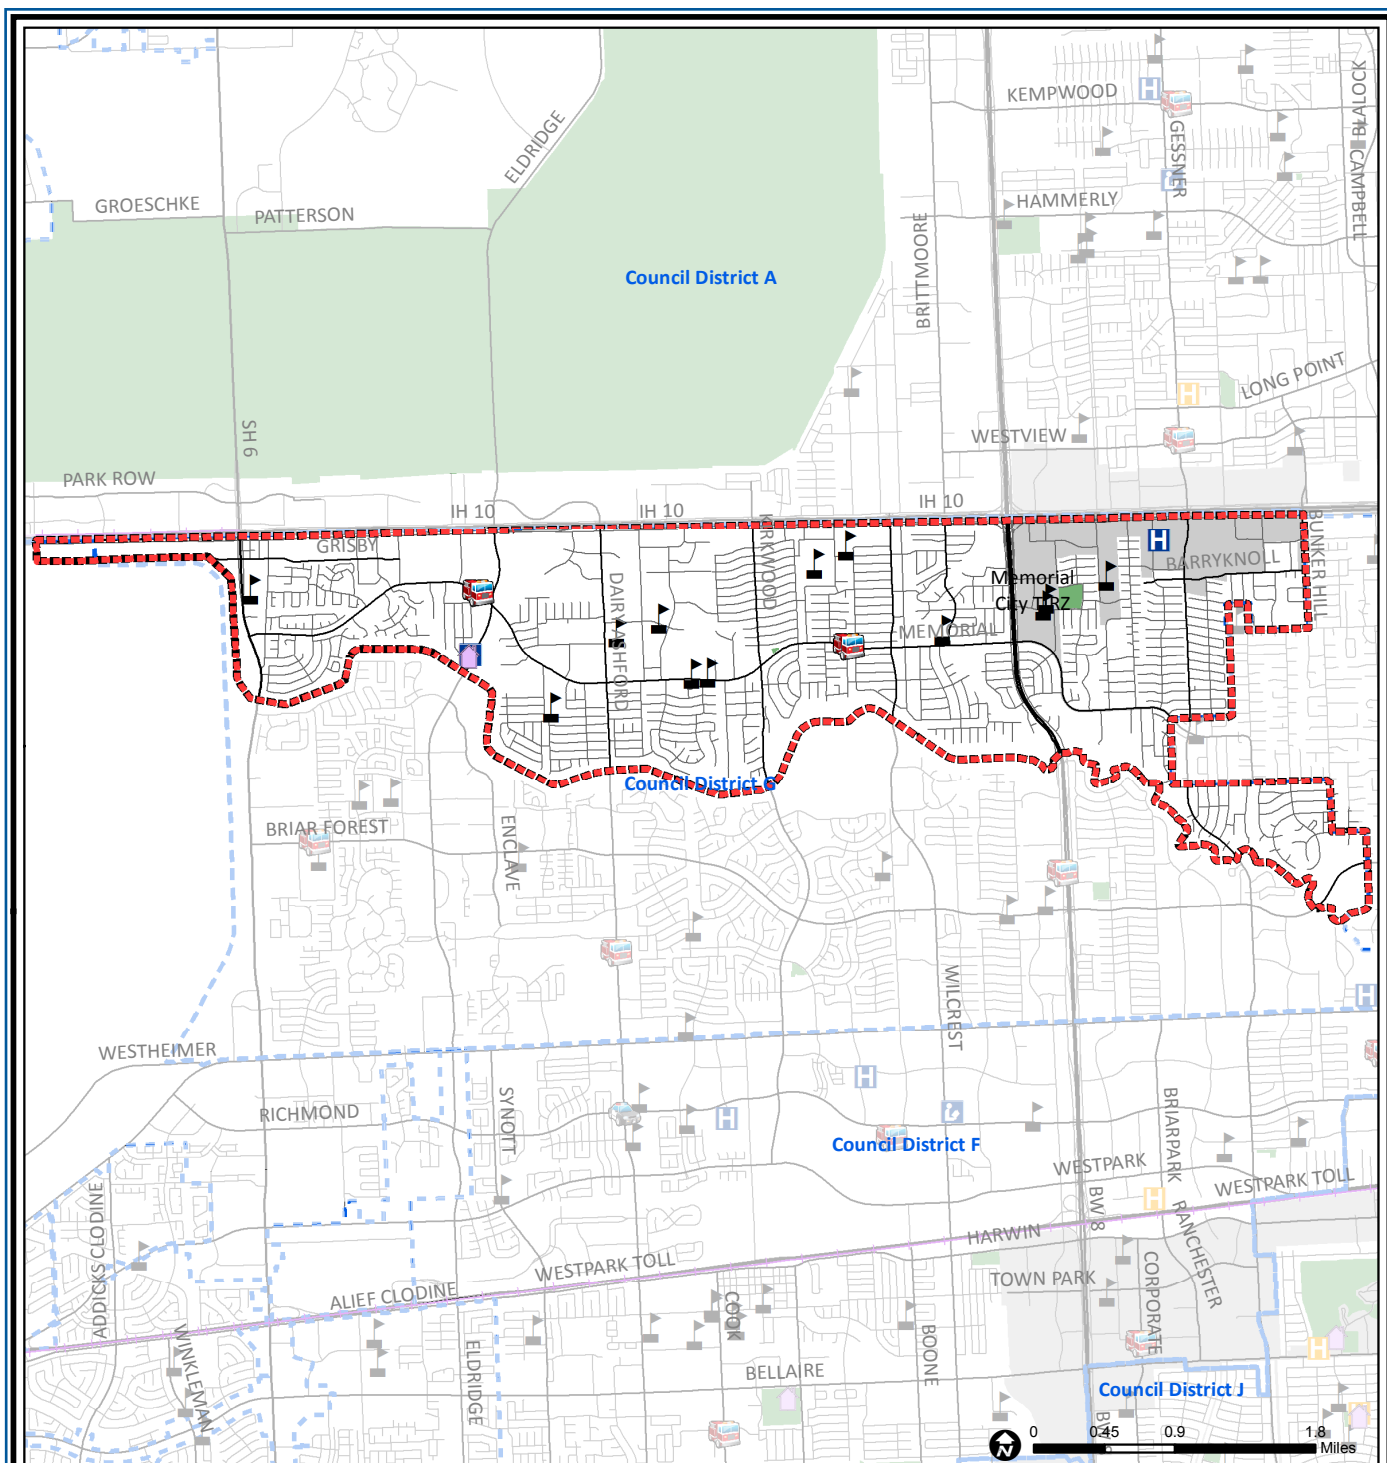 KEMPWOOD
BLALOCK
GESSNER
CAMPBELL
ELDRIDGE
HAMMERLY
GROESCHKE
PATTERSON
BRITTMOORE
Council District A
LONG POINT
SH 6
WESTVIEW
PARK ROW
IH 10
IH 10
IH 10
GRISBY
KIRKWOOD
BUNKER HILL
BARRYKNOLL
Memorial
City TIRZ
DAIRY ASHFORD
MEMORIAL
Council District G
BRIAR FOREST
ENCLAVE
WILCREST
WESTHEIMER
RICHMOND
SYNOTT
BRIARPARK
Council District F
WESTPARK
WESTPARK TOLL
BW 8
RANCHESTER
ADDICKS CLODINE
HARWIN
WESTPARK TOLL
TOWN PARK
CORPORATE
ALIEF CLODINE
COOK
WINKLEMAN
ELDRIDGE
BOONE
BELLAIRE
Council District J
0
0.45
0.9
1.8
Miles
N